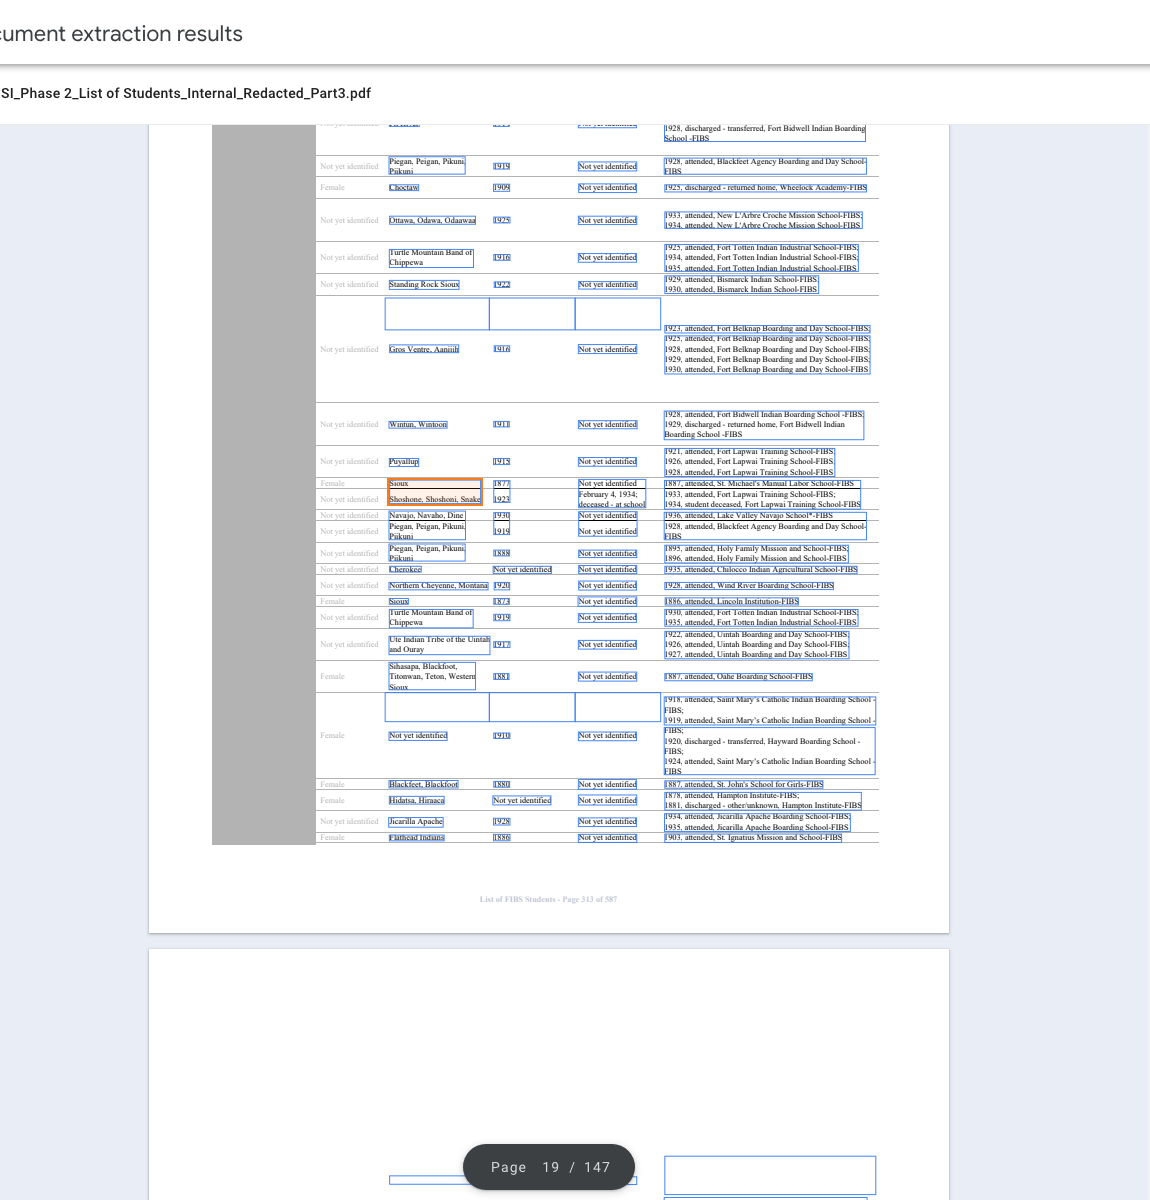 cument extraction results
SI_Phase 2_List of Students_Internal_Redacted_Part3.pdf
Not yet identified
1928, discharged - transferred, Fort Bidwell Indian Boarding
School -FIBS
Not yet identified Piegan, Peigan, Pikuni, Piikuni 1919 Not yet identified 1928, attended, Blackfeet Agency Boarding and Day School-FIBS
Female Choctaw 1909 Not yet identified 1925, discharged - returned home, Wheelock Academy-FIBS
Not yet identified Ottawa, Odawa, Odaawaa 1925 Not yet identified 1933, attended, New L'Arbre Croche Mission School-FIBS;
1934, attended, New L'Arbre Croche Mission School-FIBS
Not yet identified Turtle Mountain Band of Chippewa 1916 Not yet identified 1925, attended, Fort Totten Indian Industrial School-FIBS;
1934, attended, Fort Totten Indian Industrial School-FIBS;
1935, attended, Fort Totten Indian Industrial School-FIBS
Not yet identified Standing Rock Sioux 1922 Not yet identified 1929, attended, Bismarck Indian School-FIBS;
1930, attended, Bismarck Indian School-FIBS
Not yet identified Gros Ventre, Aaniiih 1916 Not yet identified 1923, attended, Fort Belknap Boarding and Day School-FIBS;
1925, attended, Fort Belknap Boarding and Day School-FIBS;
1928, attended, Fort Belknap Boarding and Day School-FIBS;
1929, attended, Fort Belknap Boarding and Day School-FIBS;
1930, attended, Fort Belknap Boarding and Day School-FIBS
Not yet identified Wintun, Wintoon 1911 Not yet identified 1928, attended, Fort Bidwell Indian Boarding School -FIBS;
1929, discharged - returned home, Fort Bidwell Indian
Boarding School -FIBS
Not yet identified Puyallup 1915 Not yet identified 1921, attended, Fort Lapwai Training School-FIBS;
1926, attended, Fort Lapwai Training School-FIBS;
1928, attended, Fort Lapwai Training School-FIBS
Female Sioux 1877 Not yet identified 1887, attended, St. Michael's Manual Labor School-FIBS
Not yet identified Shoshone, Shoshoni, Snake 1923 February 4, 1934; deceased - at school 1933, attended, Fort Lapwai Training School-FIBS;
1934, student deceased, Fort Lapwai Training School-FIBS
Not yet identified Navajo, Navaho, Dine 1930 Not yet identified 1936, attended, Lake Valley Navajo School*-FIBS
Not yet identified Piegan, Peigan, Pikuni, Piikuni 1919 Not yet identified 1928, attended, Blackfeet Agency Boarding and Day School-FIBS
Not yet identified Piegan, Peigan, Pikuni, Piikuni 1888 Not yet identified 1895, attended, Holy Family Mission and School-FIBS;
1896, attended, Holy Family Mission and School-FIBS
Not yet identified Cherokee Not yet identified Not yet identified 1935, attended, Chilocco Indian Agricultural School-FIBS
Not yet identified Northern Cheyenne, Montana 1920 Not yet identified 1928, attended, Wind River Boarding School-FIBS
Female Sioux 1873 Not yet identified 1886, attended, Lincoln Institution-FIBS
Not yet identified Turtle Mountain Band of Chippewa 1919 Not yet identified 1930, attended, Fort Totten Indian Industrial School-FIBS;
1935, attended, Fort Totten Indian Industrial School-FIBS
Not yet identified Ute Indian Tribe of the Uintah and Ouray 1917 Not yet identified 1922, attended, Uintah Boarding and Day School-FIBS;
1926, attended, Uintah Boarding and Day School-FIBS;
1927, attended, Uintah Boarding and Day School-FIBS
Female Sihasapa, Blackfoot, Titonwan, Teton, Western Sioux 1881 Not yet identified 1887, attended, Oahe Boarding School-FIBS
Female Not yet identified 1910 Not yet identified 1918, attended, Saint Mary's Catholic Indian Boarding School -
FIBS;
1919, attended, Saint Mary's Catholic Indian Boarding School -
FIBS;
1920, discharged - transferred, Hayward Boarding School -
FIBS;
1924, attended, Saint Mary's Catholic Indian Boarding School -
FIBS
Female Blackfeet, Blackfoot 1880 Not yet identified 1887, attended, St. John's School for Girls-FIBS
Female Hidatsa, Hiraaca Not yet identified Not yet identified 1878, attended, Hampton Institute-FIBS;
1881, discharged - other/unknown, Hampton Institute-FIBS
Not yet identified Jicarilla Apache 1928 Not yet identified 1934, attended, Jicarilla Apache Boarding School-FIBS;
1935, attended, Jicarilla Apache Boarding School-FIBS
Female Flathead Indians 1886 Not yet identified 1903, attended, St. Ignatius Mission and School-FIBS
List of FIBS Students - Page 313 of 587
Page 19 / 147